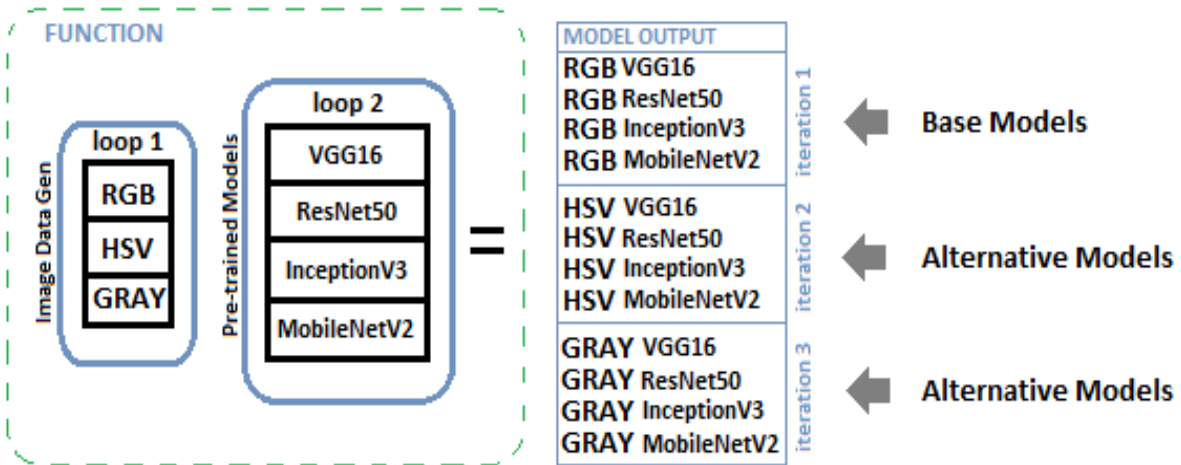 FUNCTION
Image Data Gen
loop 1
RGB
HSV
GRAY
Pre-trained Models
loop 2
VGG16
ResNet50
InceptionV3
MobileNetV2
=
MODEL OUTPUT
RGB VGG16
RGB ResNet50
RGB InceptionV3
RGB MobileNetV2
iteration 1
Base Models
HSV VGG16
HSV ResNet50
HSV InceptionV3
HSV MobileNetV2
iteration 2
Alternative Models
GRAY VGG16
GRAY ResNet50
GRAY InceptionV3
GRAY MobileNetV2
iteration 3
Alternative Models